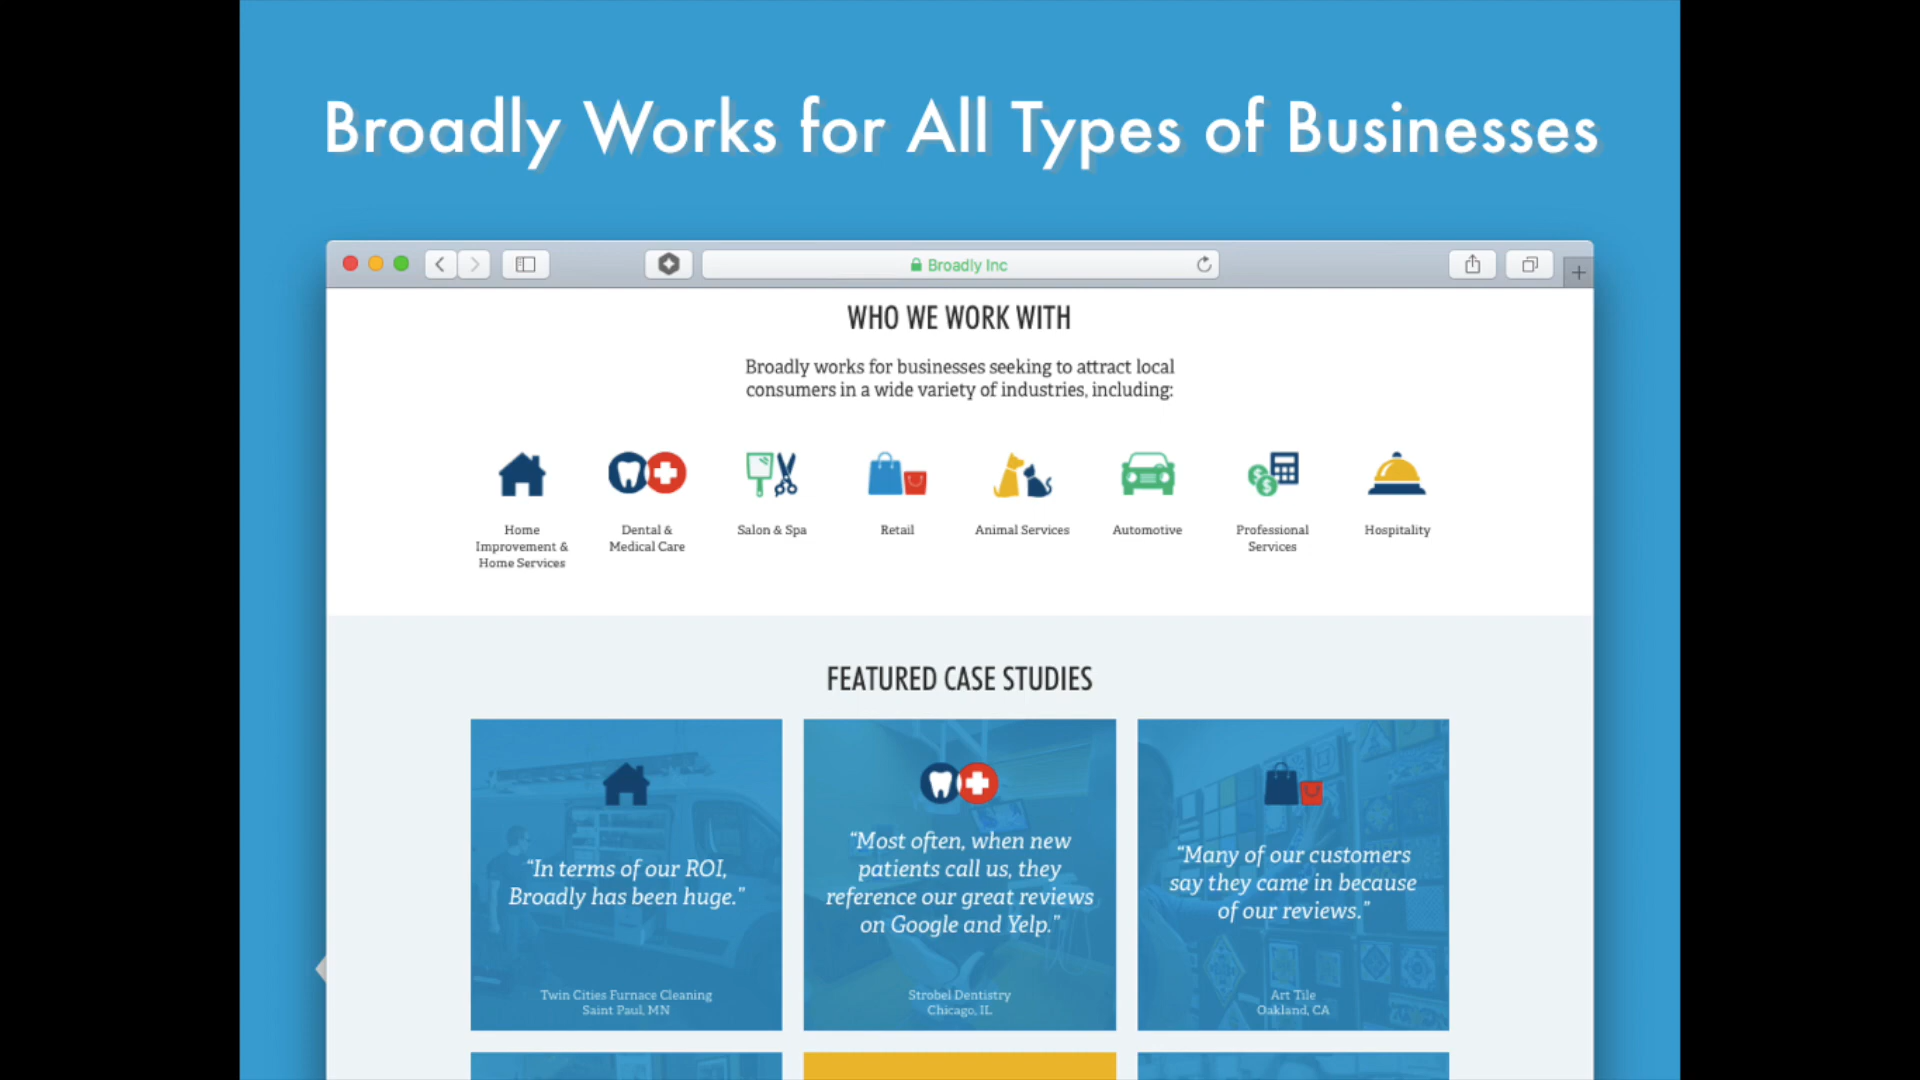 Broadly Works for All Types of Businesses
Broadly Inc
WHO WE WORK WITH
Broadly works for businesses seeking to attract local
consumers in a wide variety of industries, including:
Home
Improvement &
Home Services
Dental &
Medical Care
Salon & Spa
Retail
Animal Services
Automotive
Professional
Services
Hospitality
FEATURED CASE STUDIES
“In terms of our ROI,
Broadly has been huge.”
Twin Cities Furnace Cleaning
Saint Paul, MN
“Most often, when new
patients call us, they
reference our great reviews
on Google and Yelp.”
Strobel Dentistry
Chicago, IL
“Many of our customers
say they came in because
of our reviews.”
Art Tile
Oakland, CA